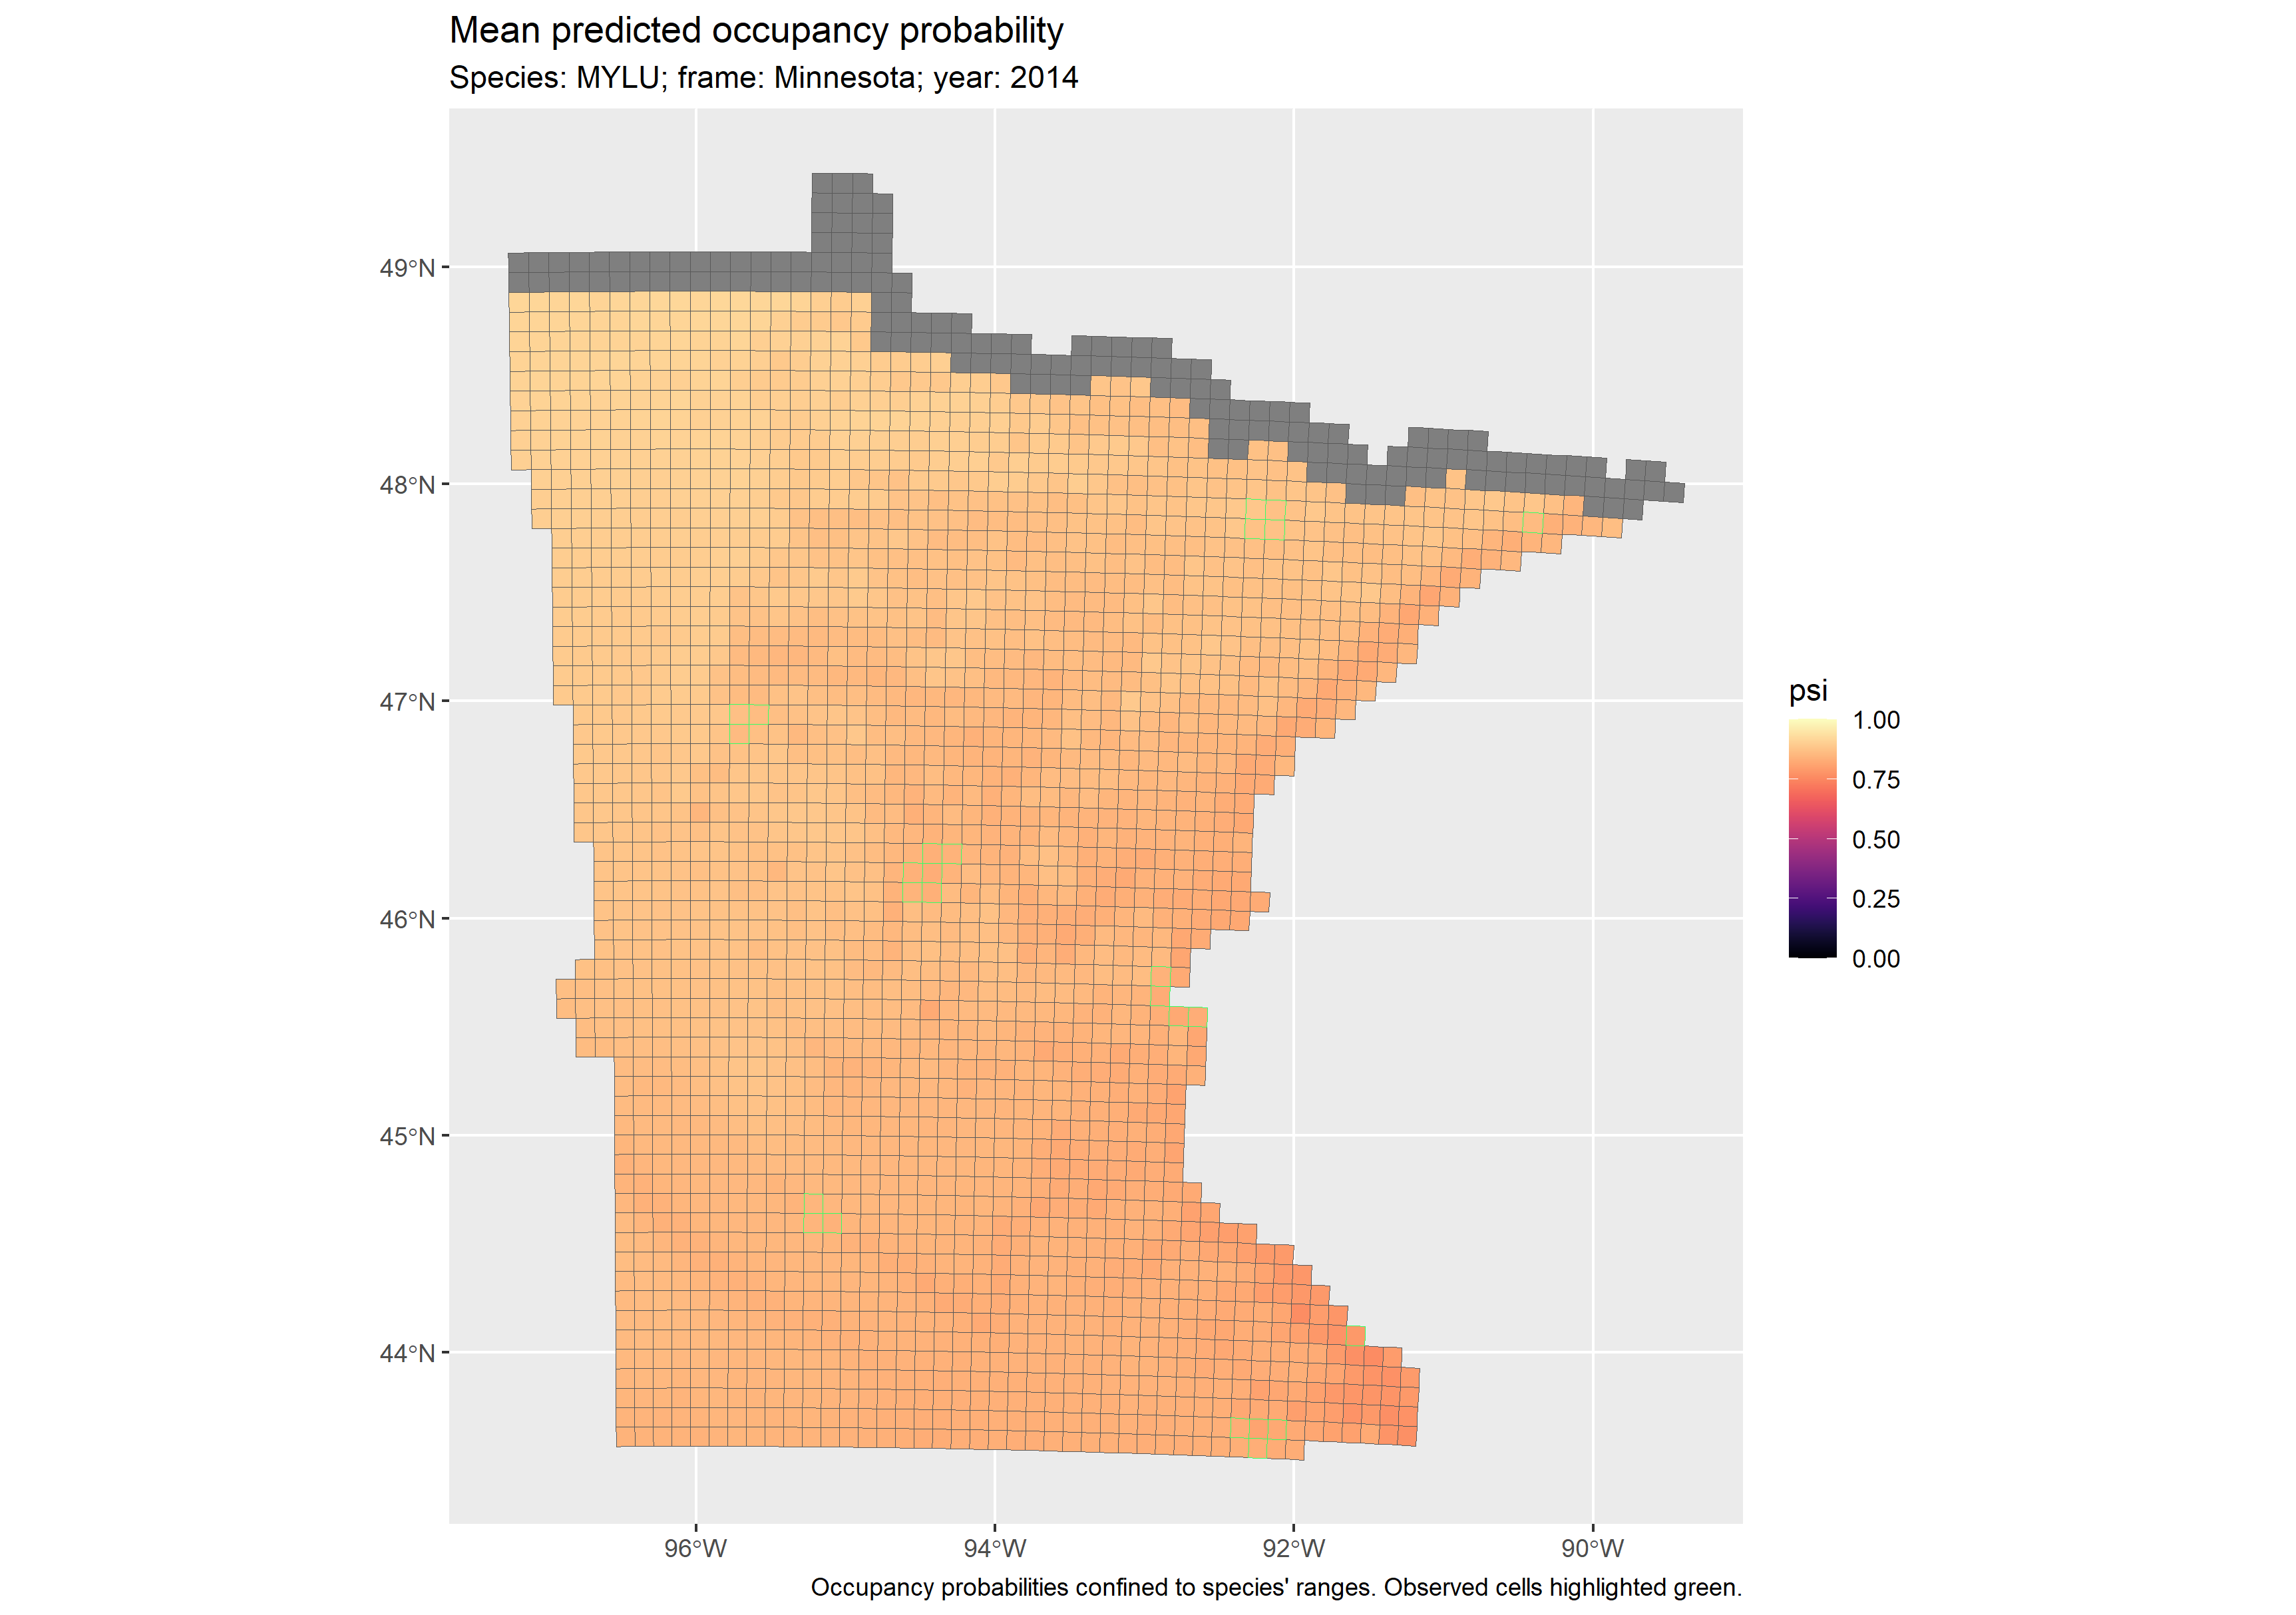 Mean predicted occupancy probability
Species: MYLU; frame: Minnesota; year: 2014
49°N
48°N
47°N
46°N
45°N
44°N
96°W
94°W
92°W
90°W
psi
1.00
0.75
0.50
0.25
0.00
Occupancy probabilities confined to species' ranges. Observed cells highlighted green.